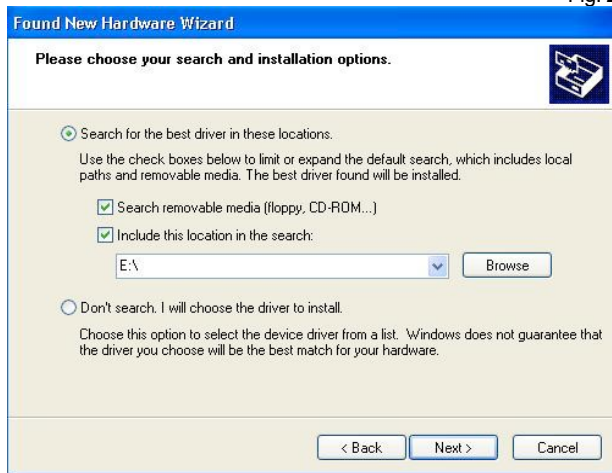 Found New Hardware Wizard
Please choose your search and installation options.
Search for the best driver in these locations.
Use the check boxes below to limit or expand the default search, which includes local
paths and removable media. The best driver found will be installed.
Search removable media (floppy, CD-ROM...)
Include this location in the search:
E:\
Browse
Don't search. I will choose the driver to install.
Choose this option to select the device driver from a list. Windows does not guarantee that
the driver you choose will be the best match for your hardware.
< Back Next > Cancel